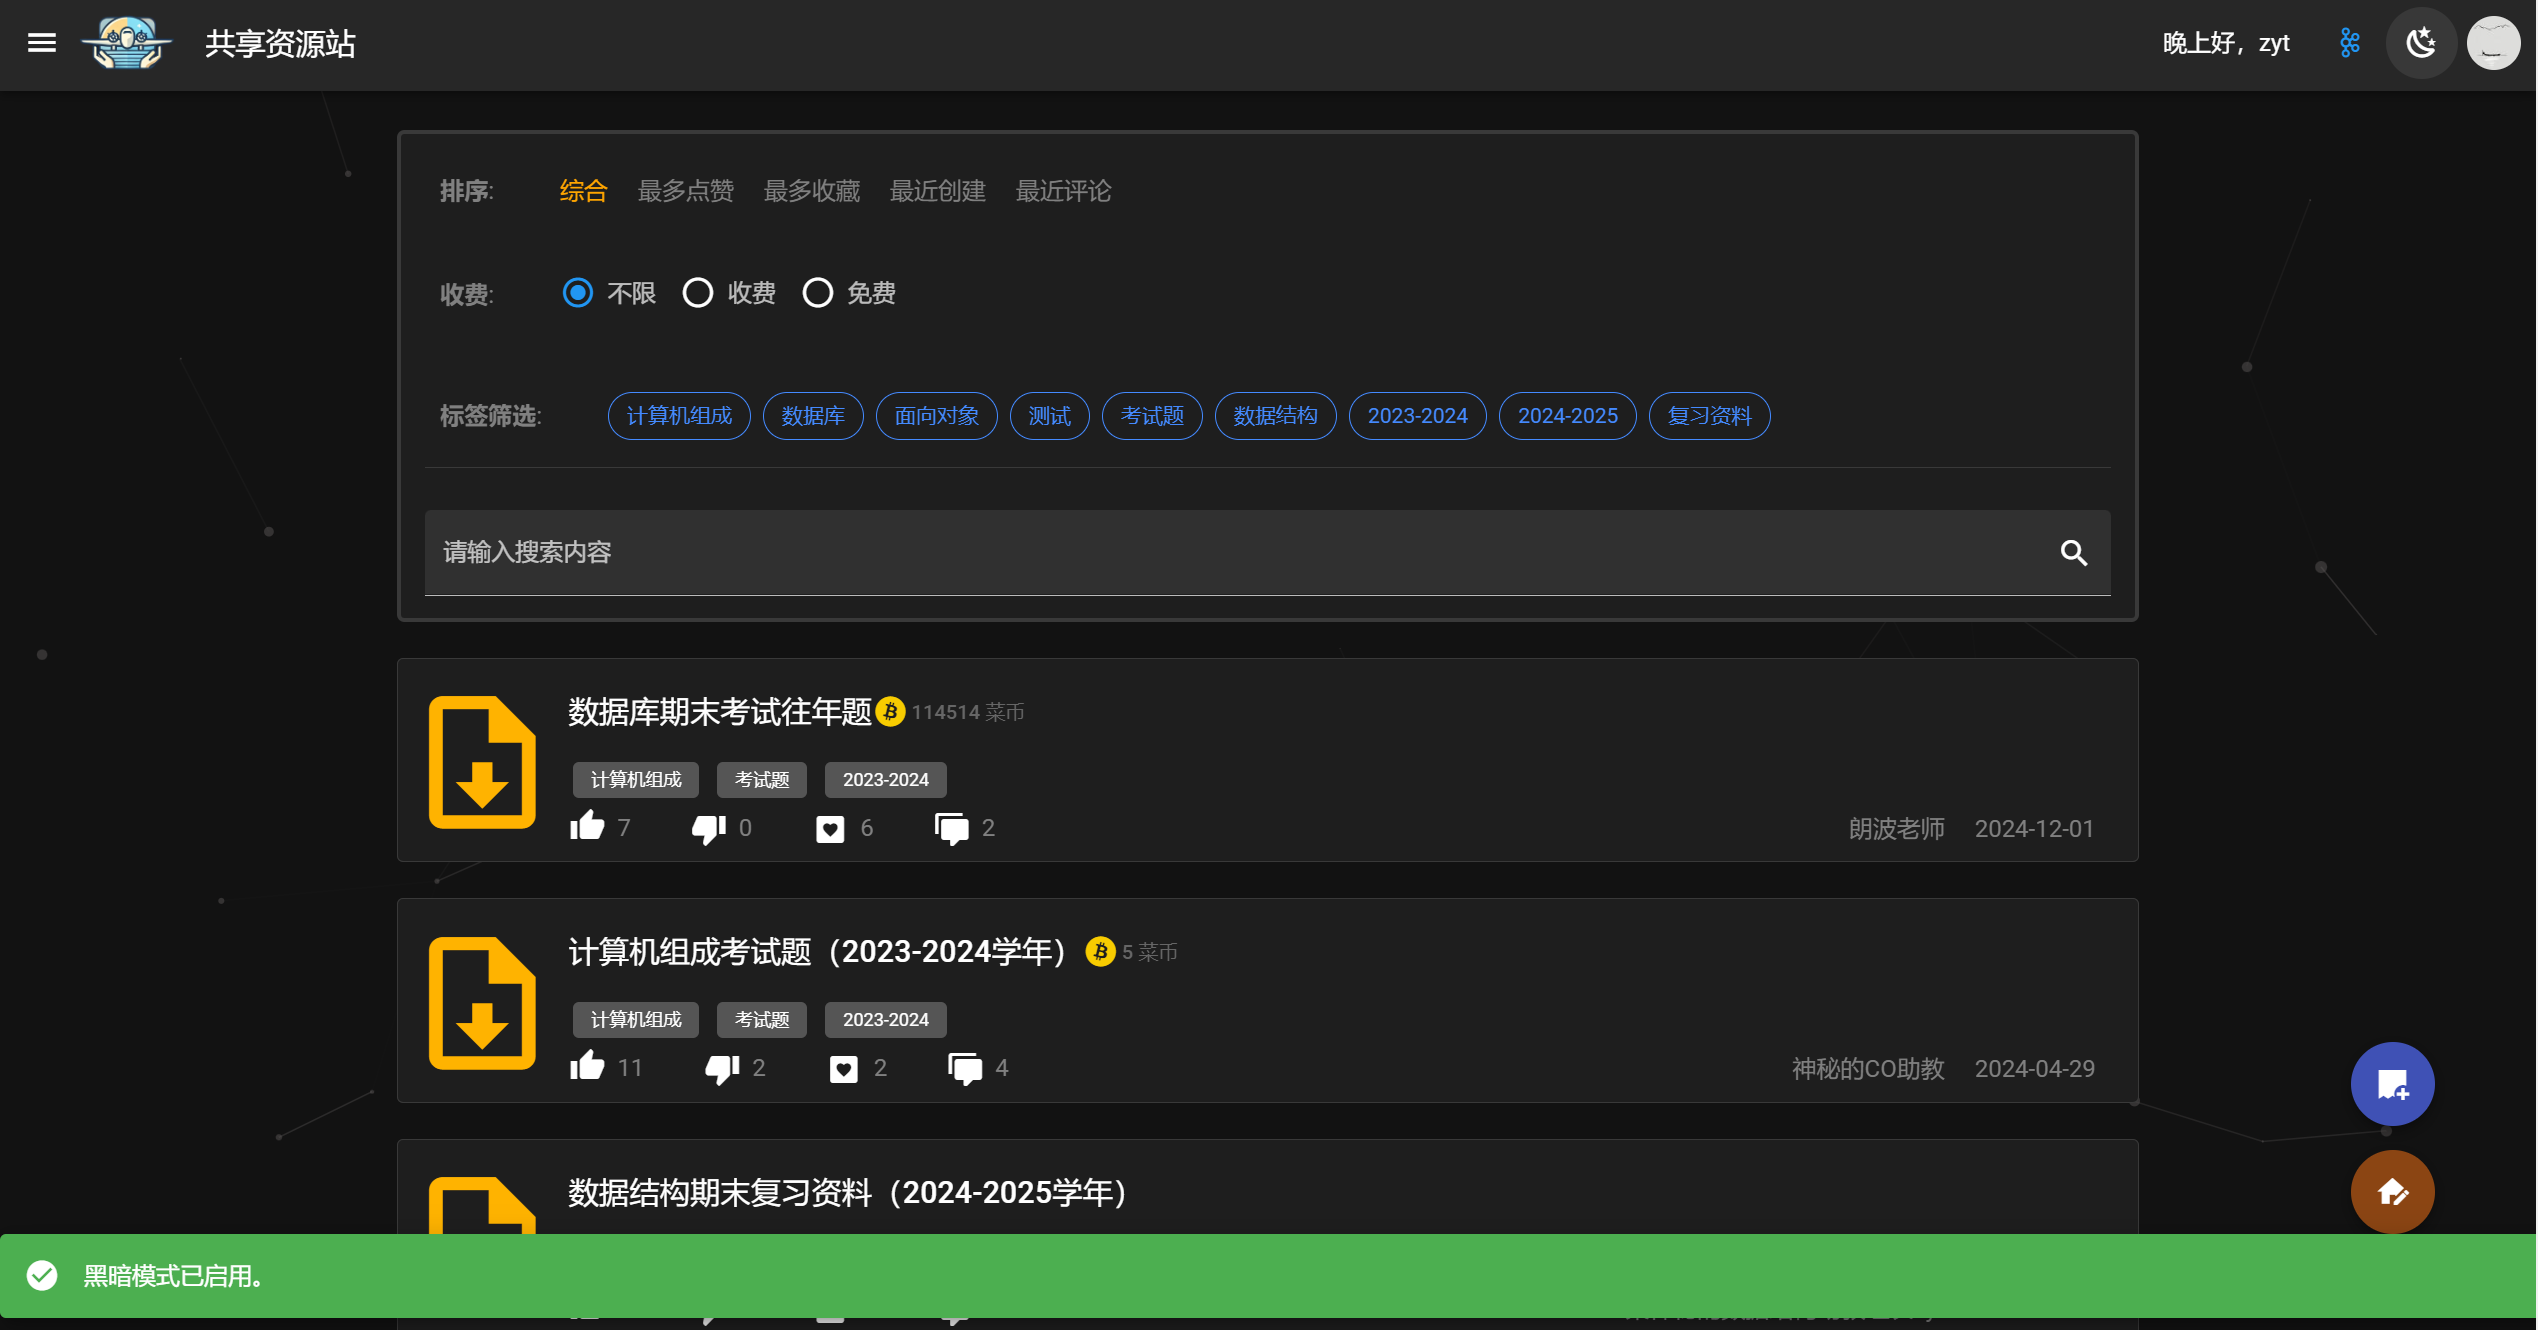 共享资源站
晚上好，zyt
排序:
综合 最多点赞 最多收藏 最近创建 最近评论
收费:
不限 收费 免费
标签筛选:
计算机组成 数据库 面向对象 测试 考试题 数据结构 2023-2024 2024-2025 复习资料
请输入搜索内容
数据库期末考试往年题 114514 菜币
计算机组成 考试题 2023-2024
7 0 6 2
朗波老师 2024-12-01
计算机组成考试题（2023-2024学年） 5 菜币
计算机组成 考试题 2023-2024
11 2 2 4
神秘的CO助教 2024-04-29
数据结构期末复习资料（2024-2025学年）
黑暗模式已启用。